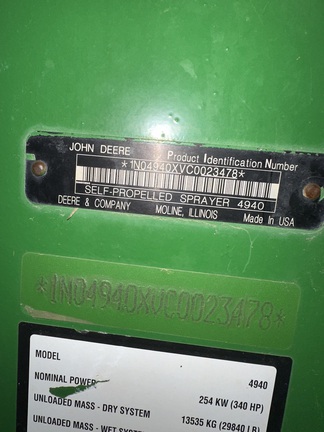 JOHN DEERE Product Identification Number
*1N04940XVC0023478*
SELF-PROPELLED SPRAYER 4940
DEERE & COMPANY MOLINE, ILLINOIS Made In USA
*1N04940XVC0023478*
MODEL 4940
NOMINAL POWER 254 KW (340 HP)
UNLOADED MASS - DRY SYSTEM 13535 KG (29840 LB)
UNLOADED MASS - WET SYSTEM